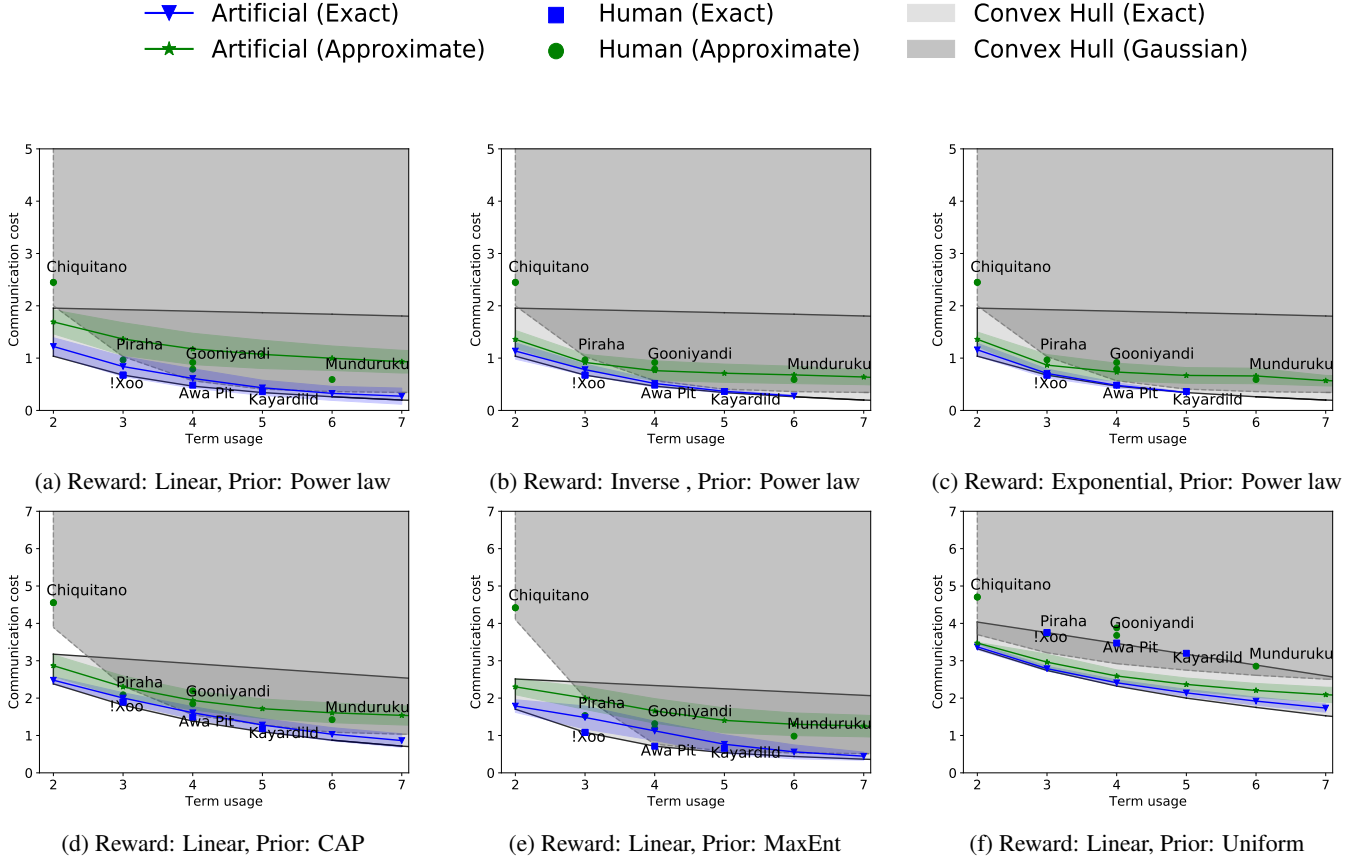 Artificial (Exact) Human (Exact) Convex Hull (Exact)
Artificial (Approximate) Human (Approximate) Convex Hull (Gaussian)
5
4
3
2
1
0
Communication cost
Chiquitano
Piraha
Gooniyandi
Munduruku
!Xoo
Awa Pit
Kayardild
2 3 4 5 6 7
Term usage
(a) Reward: Linear, Prior: Power law
5
4
3
2
1
0
Communication cost
Chiquitano
Piraha
Gooniyandi
Munduruku
!Xoo
Awa Pit
Kayardild
2 3 4 5 6 7
Term usage
(b) Reward: Inverse , Prior: Power law
5
4
3
2
1
0
Communication cost
Chiquitano
Piraha
Gooniyandi
Munduruku
!Xoo
Awa Pit
Kayardild
2 3 4 5 6 7
Term usage
(c) Reward: Exponential, Prior: Power law
7
6
5
4
3
2
1
0
Communication cost
Chiquitano
Piraha
Gooniyandi
Munduruku
!Xoo
Awa Pit
Kayardild
2 3 4 5 6 7
Term usage
(d) Reward: Linear, Prior: CAP
7
6
5
4
3
2
1
0
Communication cost
Chiquitano
Piraha
Gooniyandi
Munduruku
!Xoo
Awa Pit
Kayardild
2 3 4 5 6 7
Term usage
(e) Reward: Linear, Prior: MaxEnt
7
6
5
4
3
2
1
0
Communication cost
Chiquitano
Piraha
Gooniyandi
!Xoo
Awa Pit
Kayardild
Munduruku
2 3 4 5 6 7
Term usage
(f) Reward: Linear, Prior: Uniform